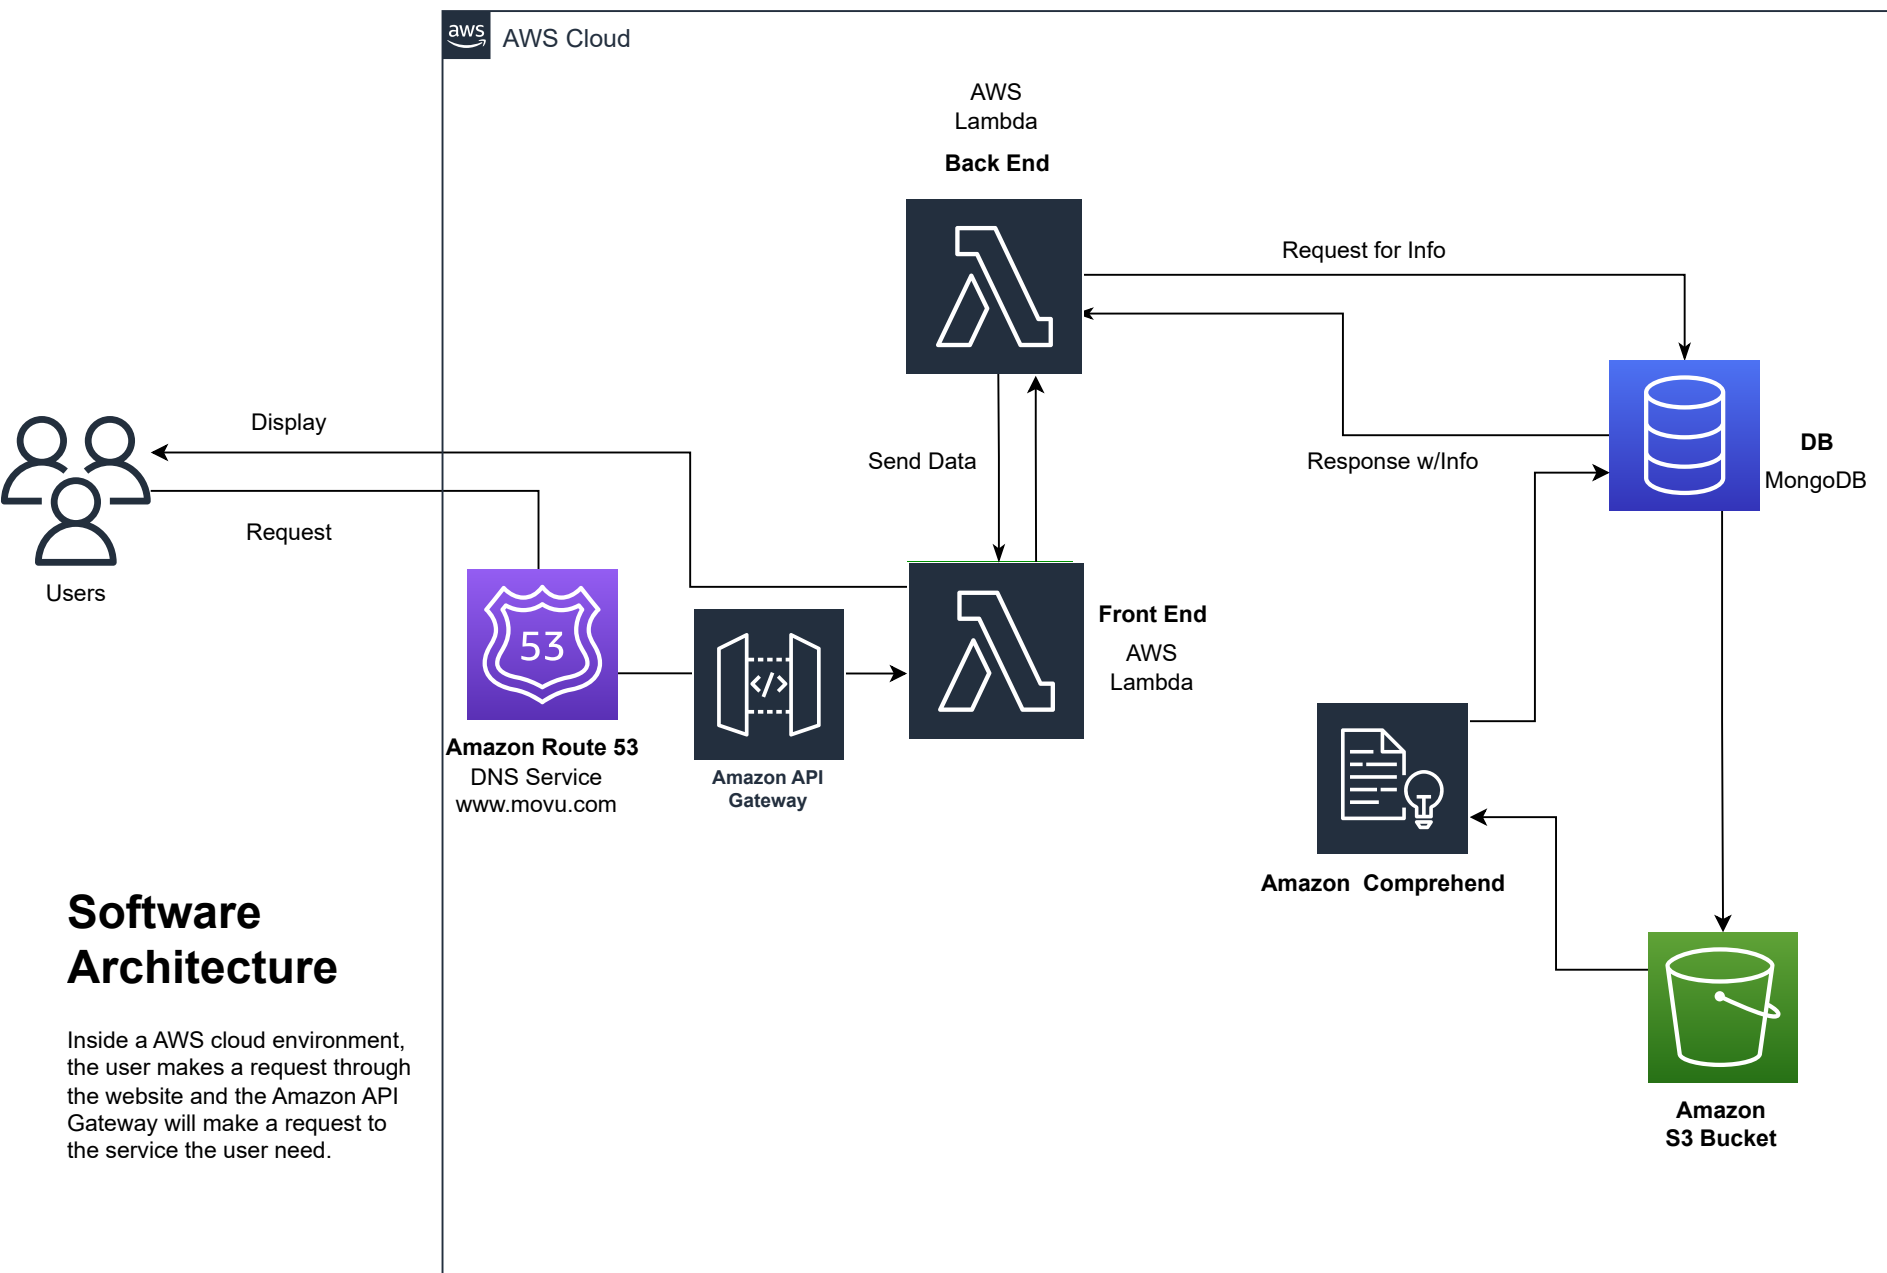 aws
AWS Cloud
AWS
Lambda
Back End
Request for Info
Display
Send Data
Response w/Info
DB
MongoDB
Request
Users
53
Front End
AWS
Lambda
</>
Amazon Route 53
DNS Service
www.movu.com
Amazon API
Gateway
Amazon  Comprehend
Software
Architecture
Inside a AWS cloud environment,
the user makes a request through
the website and the Amazon API
Gateway will make a request to
the service the user need.
Amazon
S3 Bucket